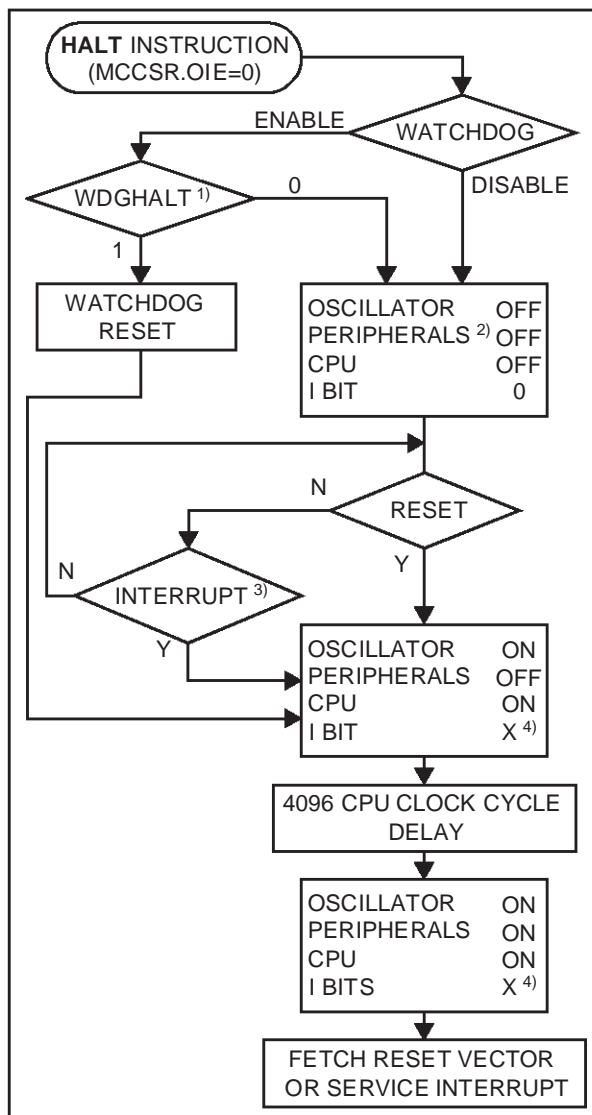 HALT INSTRUCTION
(MCCSR.OIE=0)
ENABLE
WATCHDOG
WDGHALT 1)
0
DISABLE
1
WATCHDOG
RESET
OSCILLATOR OFF
PERIPHERALS 2) OFF
CPU OFF
I BIT 0
N
RESET
N
INTERRUPT 3)
Y
Y
OSCILLATOR ON
PERIPHERALS OFF
CPU ON
I BIT X 4)
4096 CPU CLOCK CYCLE
DELAY
OSCILLATOR ON
PERIPHERALS ON
CPU ON
I BITS X 4)
FETCH RESET VECTOR
OR SERVICE INTERRUPT